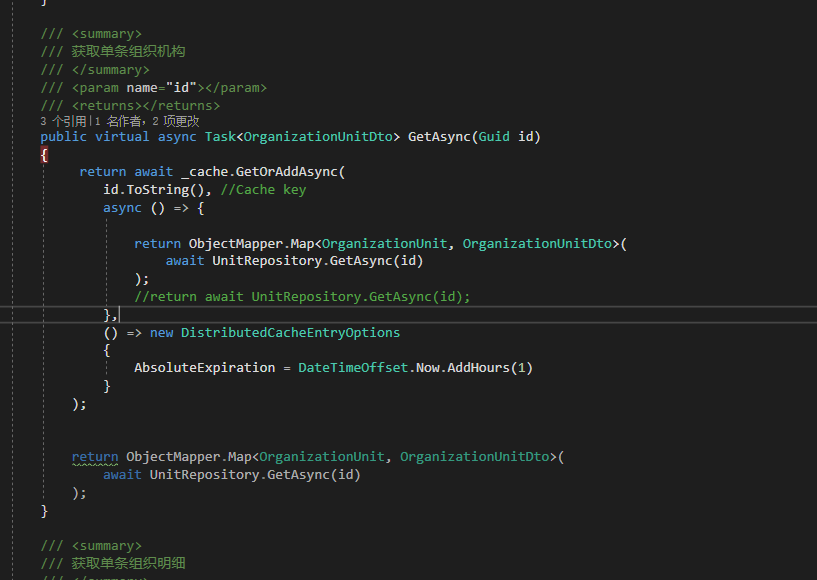 }
/// <summary>
/// 获取单条组织机构
/// </summary>
/// <param name="id"></param>
/// <returns></returns>
3 个引用|1 名作者，2 项更改
public virtual async Task<OrganizationUnitDto> GetAsync(Guid id)
{
return await _cache.GetOrAddAsync(
id.ToString(), //Cache key
async () => {
return ObjectMapper.Map<OrganizationUnit, OrganizationUnitDto>(
await UnitRepository.GetAsync(id)
);
//return await UnitRepository.GetAsync(id);
},
() => new DistributedCacheEntryOptions
{
AbsoluteExpiration = DateTimeOffset.Now.AddHours(1)
}
);
return ObjectMapper.Map<OrganizationUnit, OrganizationUnitDto>(
await UnitRepository.GetAsync(id)
);
}
/// <summary>
/// 获取单条组织明细
/// </summary>